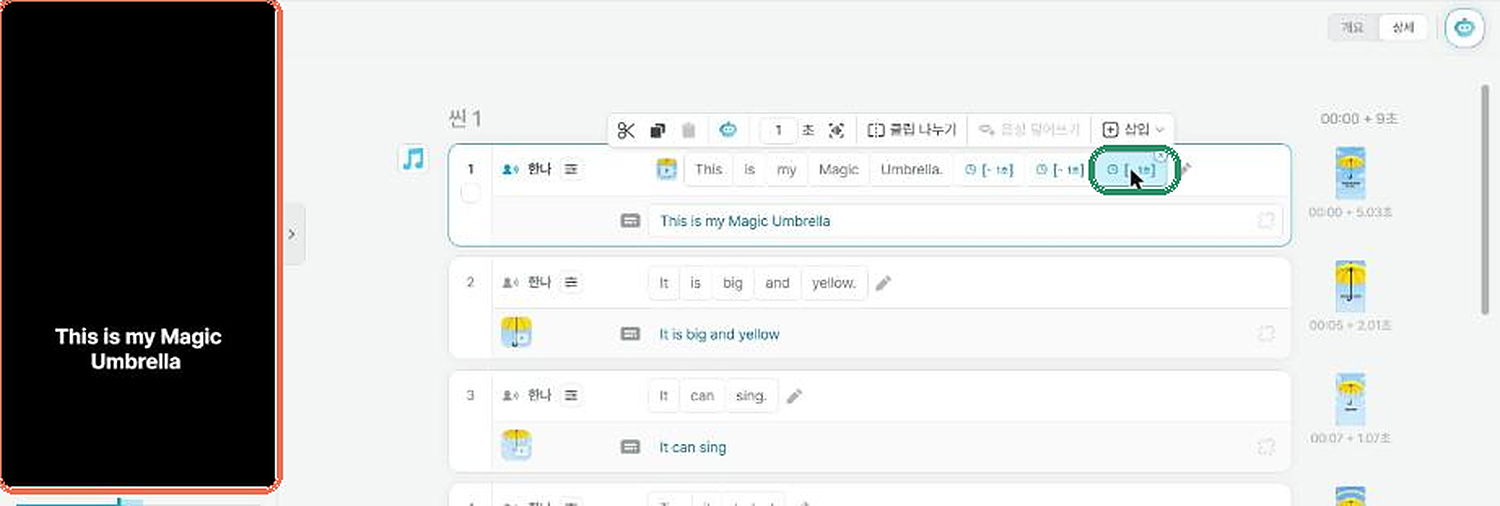 This is my Magic
Umbrella
개요 상세
씬 1
1 초 클립 나누기 음성 덮어쓰기 삽입
00:00 + 9초
1 한나 This is my Magic Umbrella. [- 1초] [- 1초] [- 1초]
This is my Magic Umbrella
00:00 + 5.03초
2 한나 It is big and yellow.
It is big and yellow
00:05 + 2.01초
3 한나 It can sing.
It can sing
00:07 + 1.07초